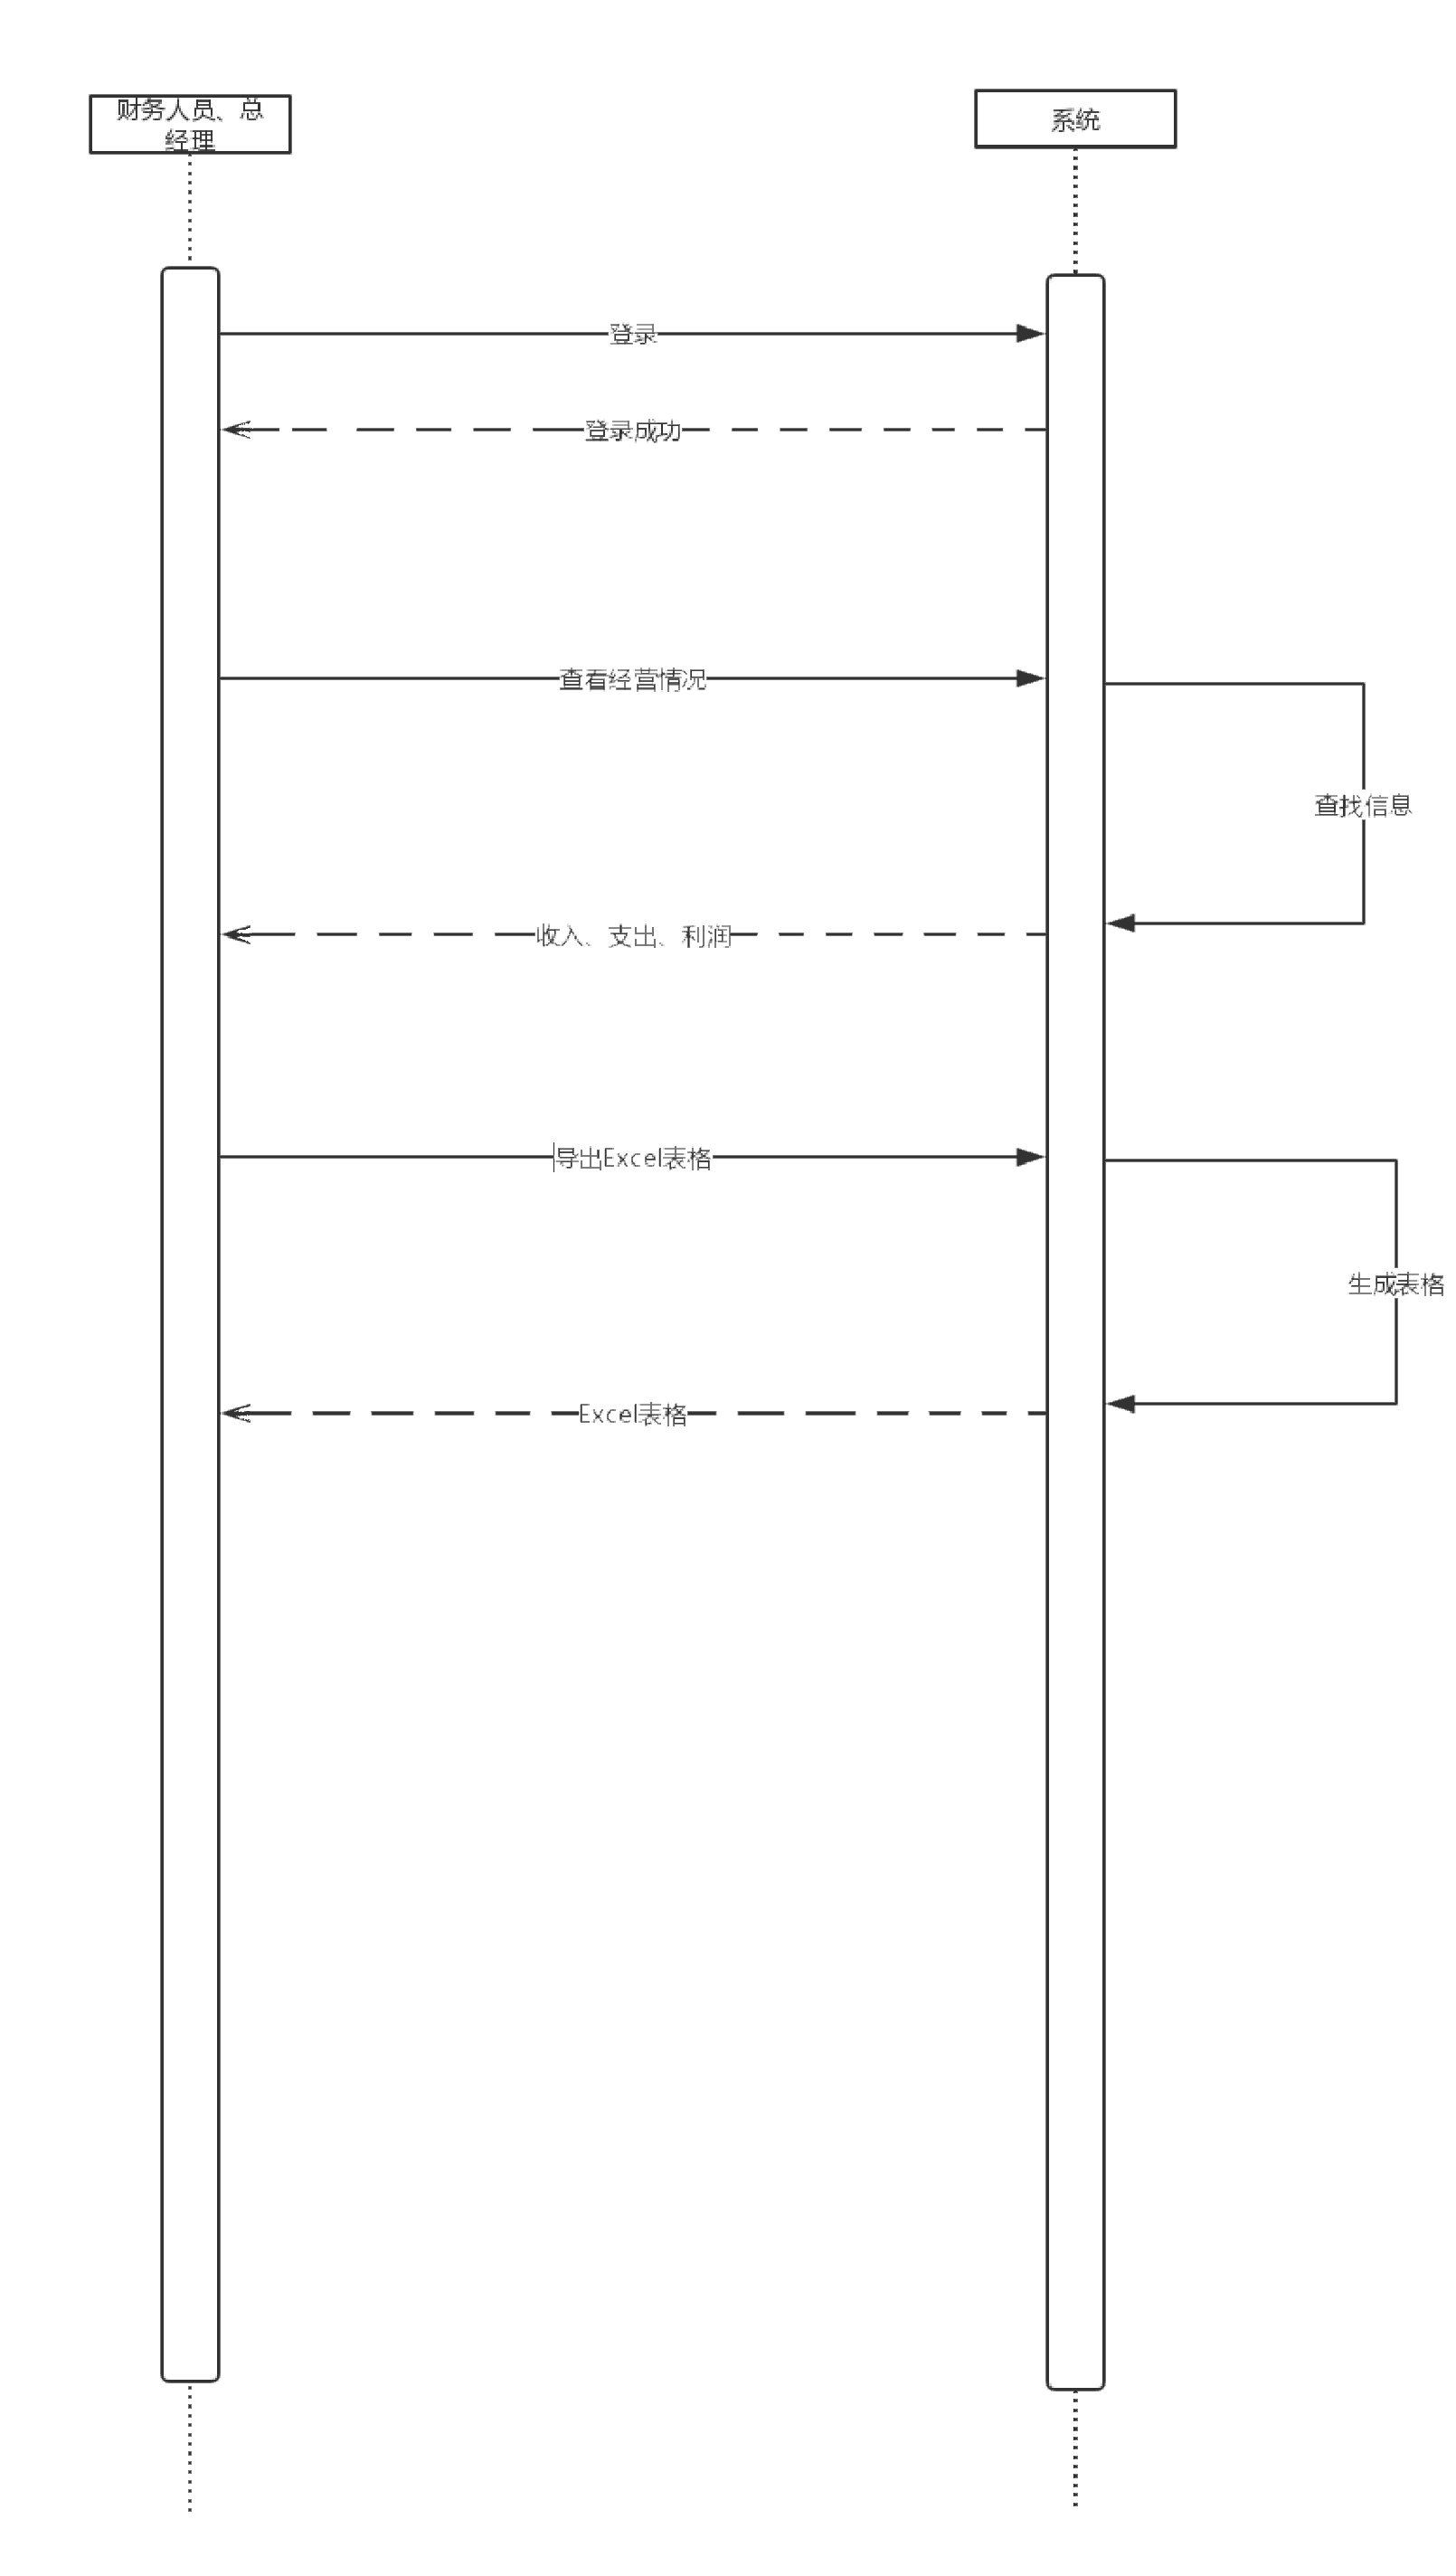 财务人员、总
经理
系统
登录
登录成功
查看经营情况
查找信息
收入、支出、利润
导出Excel表格
生成表格
Excel表格